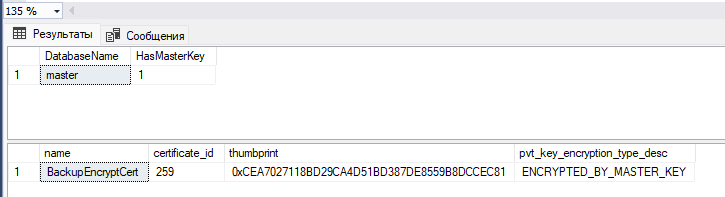 135 %
Результаты Сообщения
DatabaseName HasMasterKey
1 master 1
name certificate_id thumbprint pvt_key_encryption_type_desc
1 BackupEncryptCert 259 0xCEA7027118BD29CA4D51BD387DE8559B8DCCEC81 ENCRYPTED_BY_MASTER_KEY